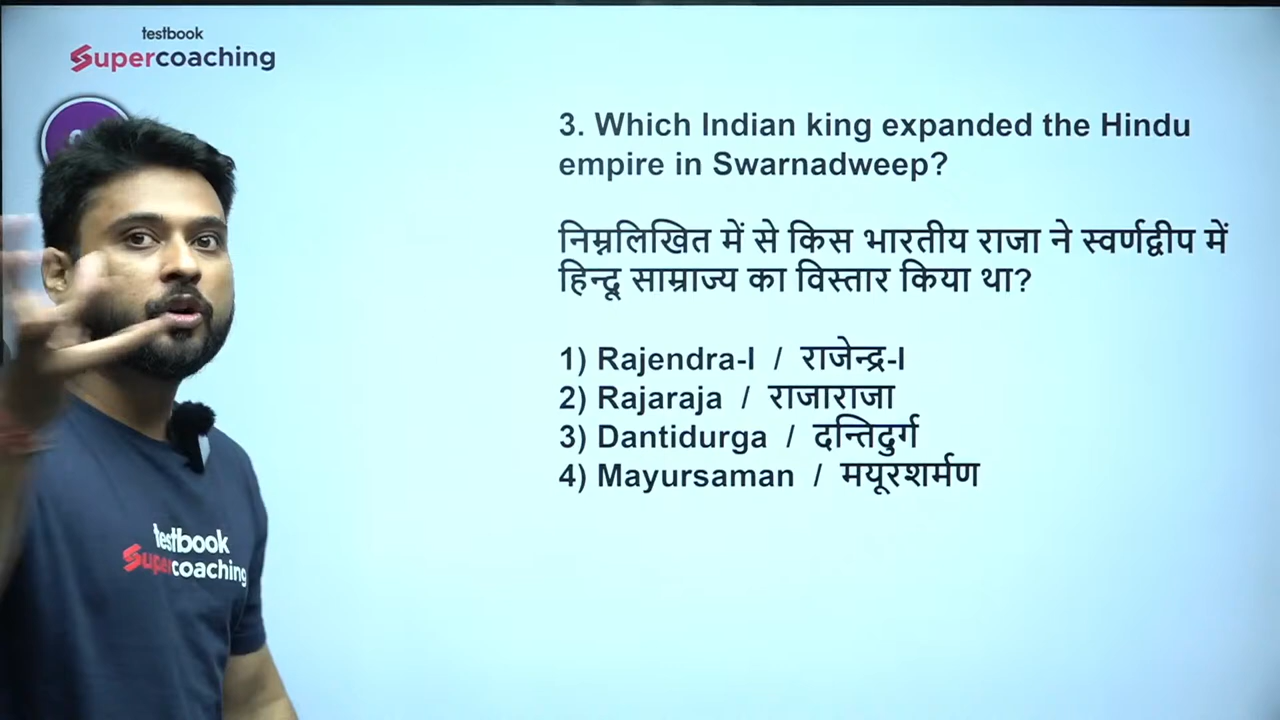 testbook
Supercoaching
3. Which Indian king expanded the Hindu
empire in Swarnadweep?
निम्नलिखित में से किस भारतीय राजा ने स्वर्णद्वीप में
हिन्दू साम्राज्य का विस्तार किया था?
1) Rajendra-I / राजेन्द्र-I
2) Rajaraja / राजाराजा
3) Dantidurga / दन्तिदुर्ग
4) Mayursaman / मयूरशर्मण
testbook
Supercoaching